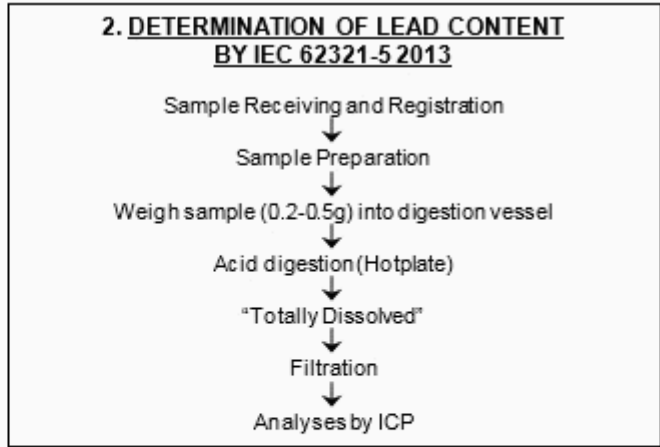 2. DETERMINATION OF LEAD CONTENT
BY IEC 62321-5 2013
Sample Receiving and Registration
Sample Preparation
Weigh sample (0.2-0.5g) into digestion vessel
Acid digestion (Hotplate)
“Totally Dissolved”
Filtration
Analyses by ICP